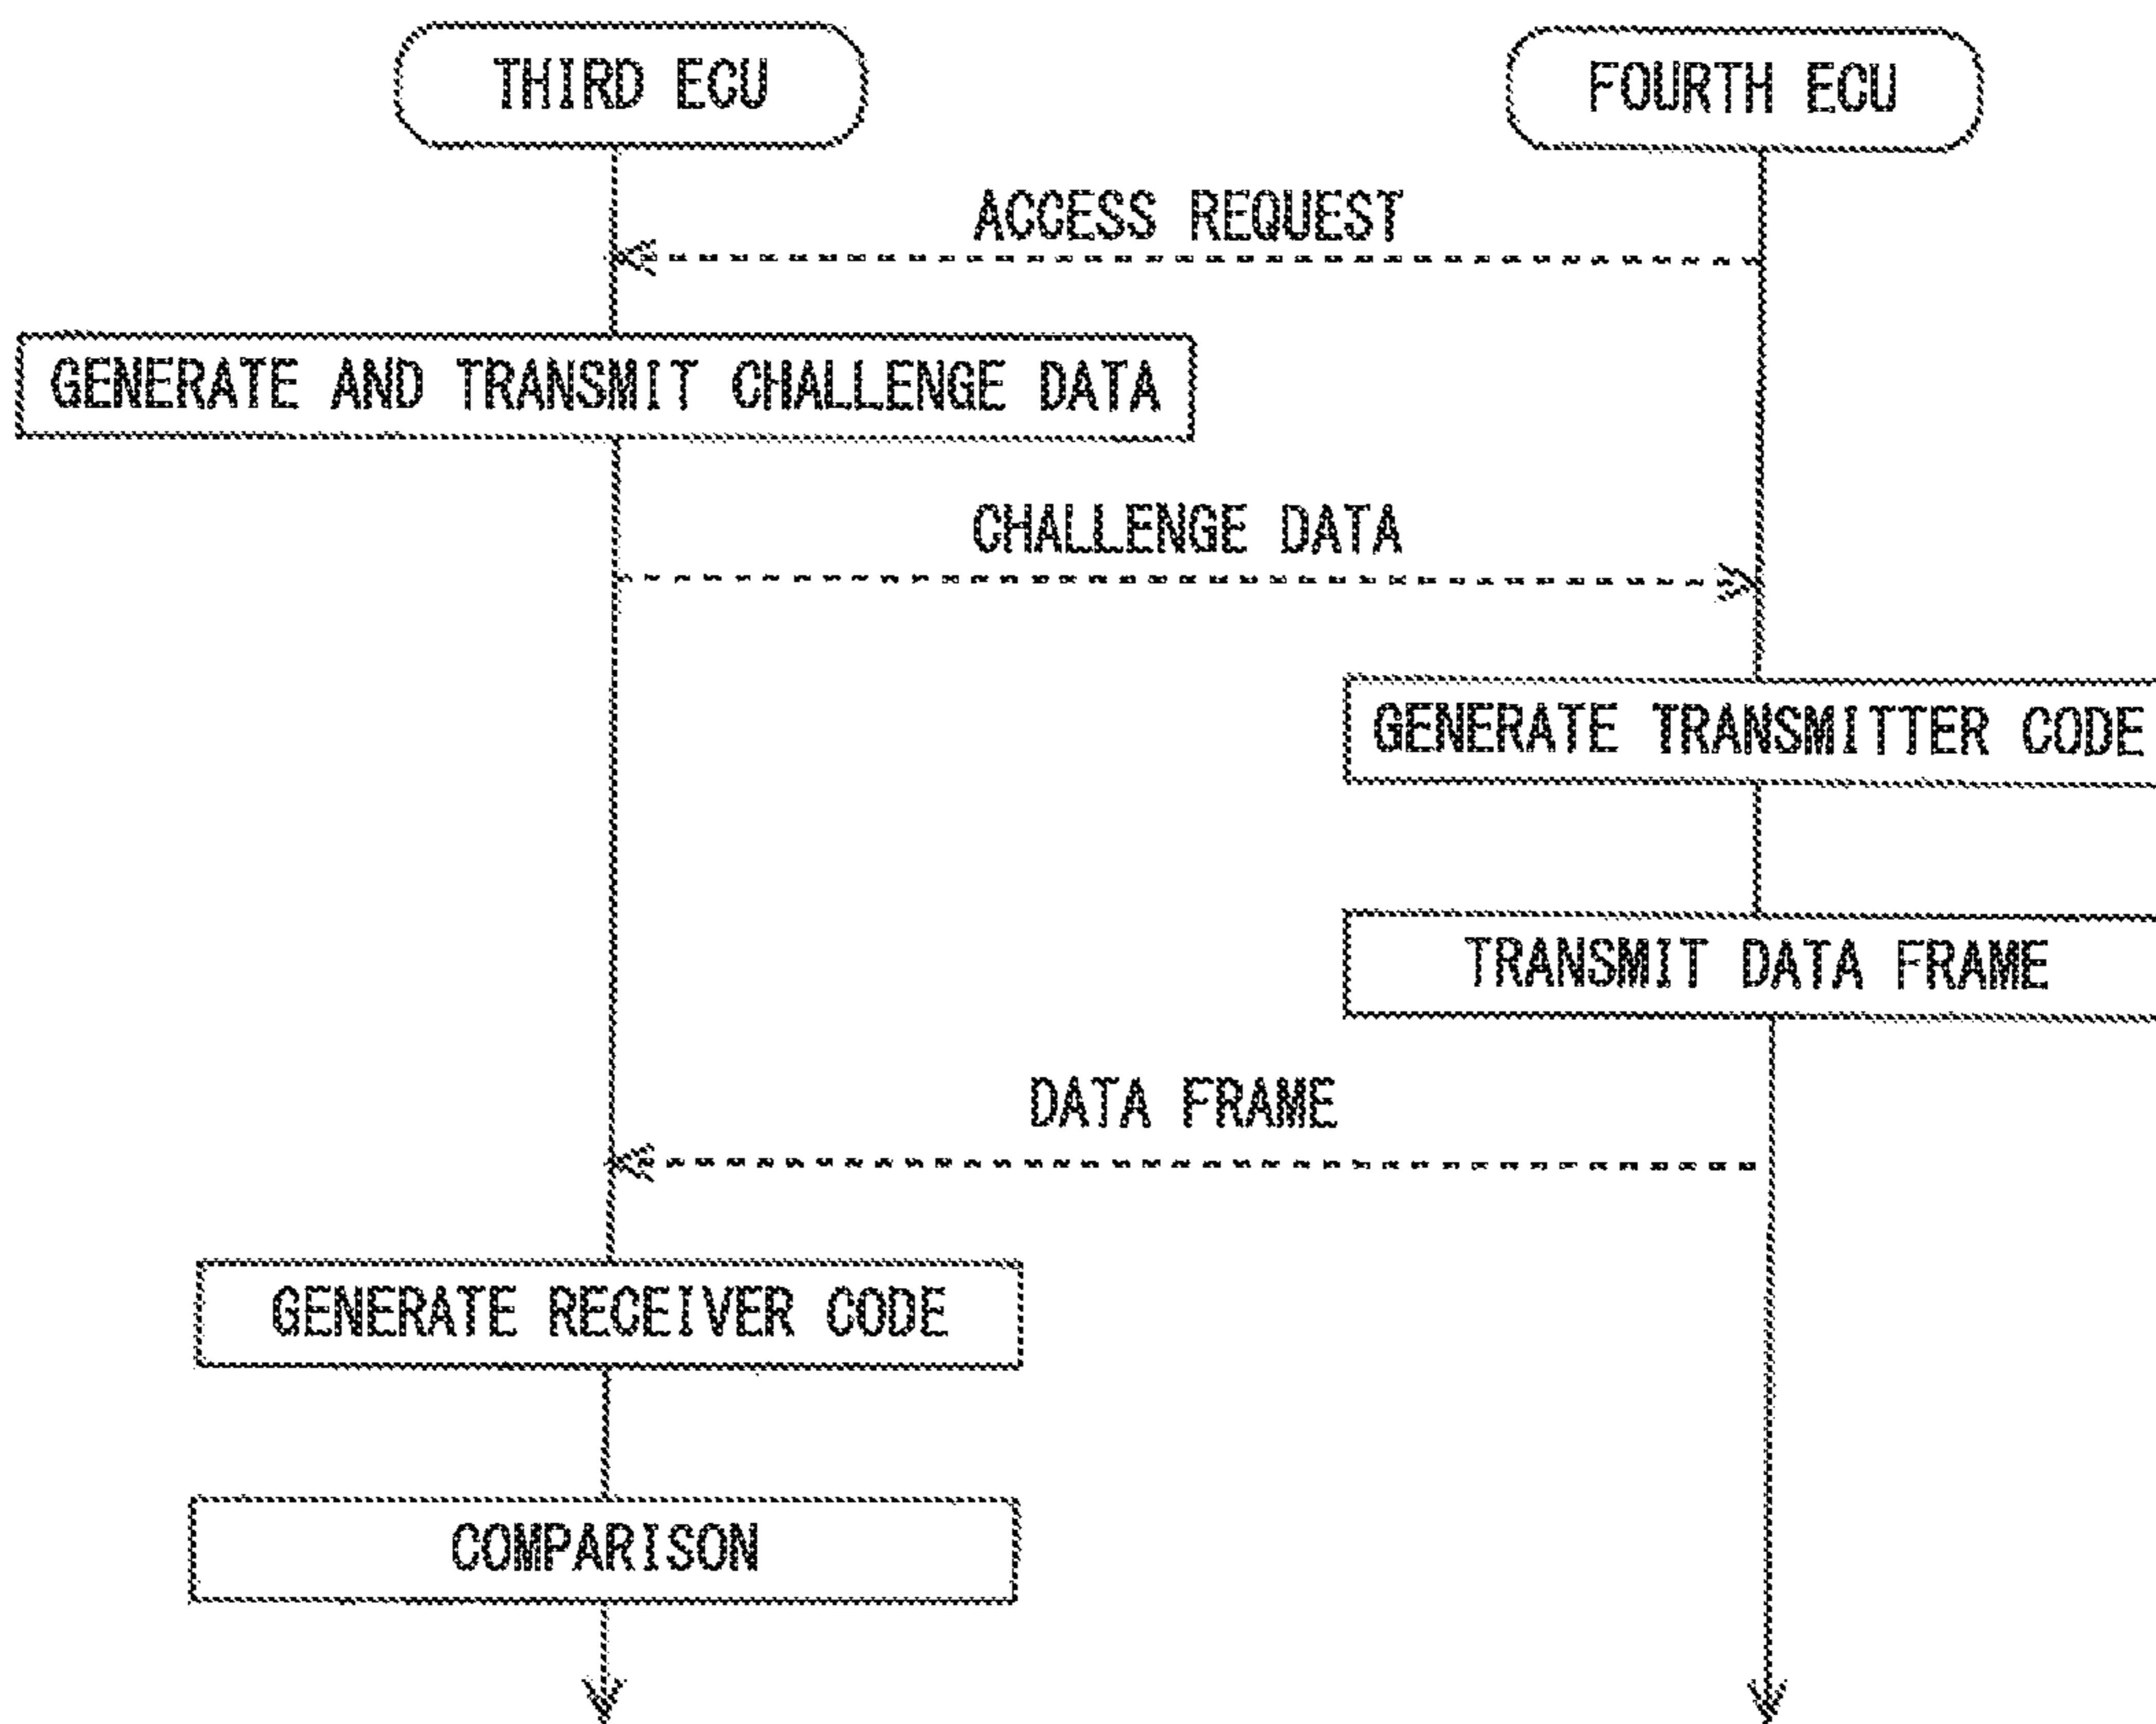 THIRD ECU
FOURTH ECU
ACCESS REQUEST
GENERATE AND TRANSMIT CHALLENGE DATA
CHALLENGE DATA
GENERATE TRANSMITTER CODE
TRANSMIT DATA FRAME
DATA FRAME
GENERATE RECEIVER CODE
COMPARISON